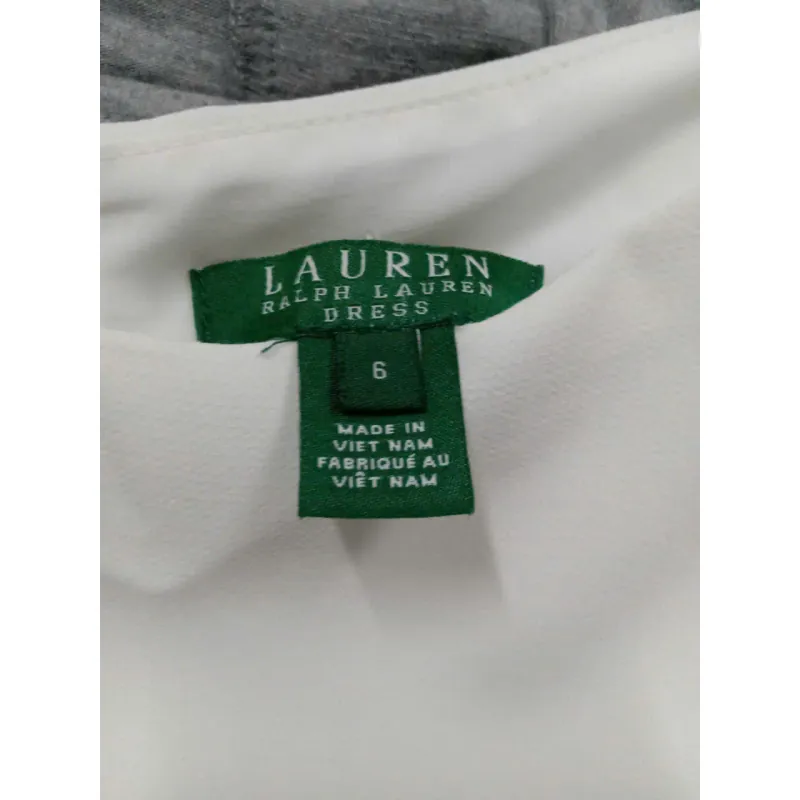 LAUREN
RALPH LAUREN
DRESS
6
MADE IN
VIET NAM
FABRIQUÉ AU
VIÊT NAM